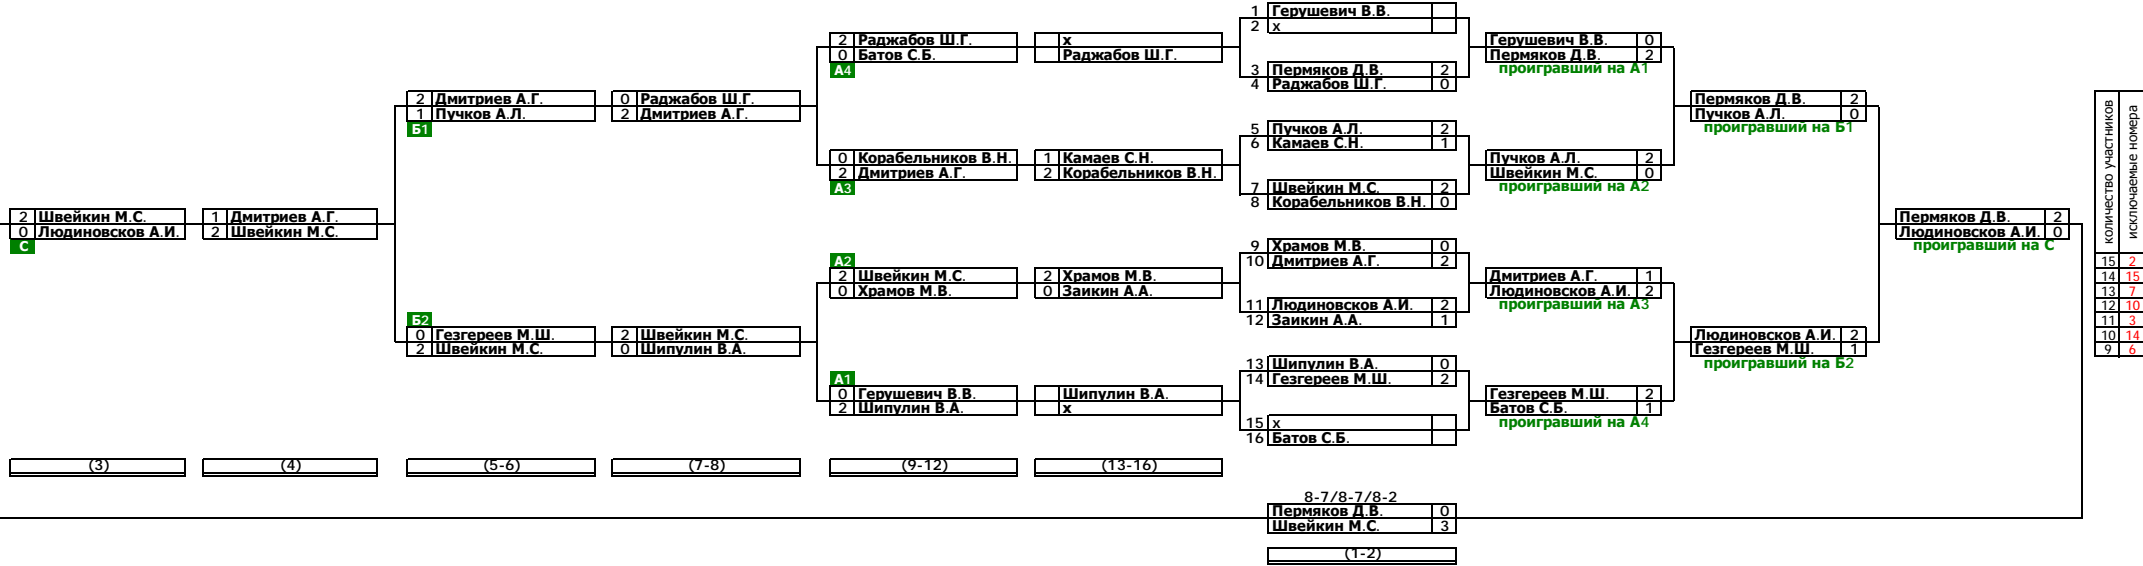 2 Швейкин М.С.
0 Людиновсков А.И.
С
(3)
1 Дмитриев А.Г.
2 Швейкин М.С.
(4)
2 Дмитриев А.Г.
1 Пучков А.Л.
Б1
Б2
0 Гезгереев М.Ш.
2 Швейкин М.С.
(5-6)
0 Раджабов Ш.Г.
2 Дмитриев А.Г.
2 Швейкин М.С.
0 Шипулин В.А.
(7-8)
2 Раджабов Ш.Г.
0 Батов С.Б.
А4
0 Корабельников В.Н.
2 Дмитриев А.Г.
А3
А2
2 Швейкин М.С.
0 Храмов М.В.
А1
0 Герушевич В.В.
2 Шипулин В.А.
(9-12)
х
Раджабов Ш.Г.
1 Камаев С.Н.
2 Корабельников В.Н.
2 Храмов М.В.
0 Заикин А.А.
Шипулин В.А.
х
(13-16)
1 Герушевич В.В.
2 х
3 Пермяков Д.В. 2
4 Раджабов Ш.Г. 0
5 Пучков А.Л. 2
6 Камаев С.Н. 1
7 Швейкин М.С. 2
8 Корабельников В.Н. 0
9 Храмов М.В. 0
10 Дмитриев А.Г. 2
11 Людиновсков А.И. 2
12 Заикин А.А. 1
13 Шипулин В.А. 0
14 Гезгереев М.Ш. 2
15 х
16 Батов С.Б.
8-7/8-7/8-2
Пермяков Д.В. 0
Швейкин М.С. 3
(1-2)
Герушевич В.В. 0
Пермяков Д.В. 2
проигравший на А1
Пучков А.Л. 2
Швейкин М.С. 0
проигравший на А2
Дмитриев А.Г. 1
Людиновсков А.И. 2
проигравший на А3
Гезгереев М.Ш. 2
Батов С.Б. 1
проигравший на А4
Пермяков Д.В. 2
Пучков А.Л. 0
проигравший на Б1
Людиновсков А.И. 2
Гезгереев М.Ш. 1
проигравший на Б2
Пермяков Д.В. 2
Людиновсков А.И. 0
проигравший на С
количество участников
исключаемые номера
15 2
14 15
13 7
12 10
11 3
10 14
9 6